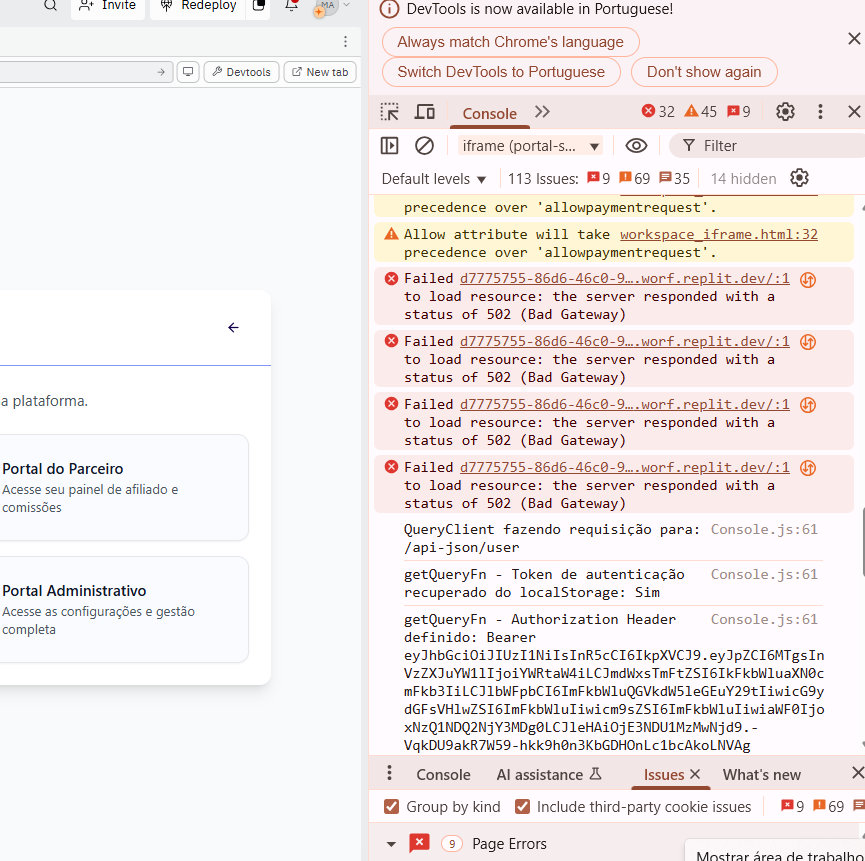 Invite
Redeploy
MA
Devtools
New tab
a plataforma.
Portal do Parceiro
Acesse seu painel de afiliado e
comissões
Portal Administrativo
Acesse as configurações e gestão
completa
DevTools is now available in Portuguese!
Always match Chrome's language
Switch DevTools to Portuguese
Don't show again
Console
32
45
9
iframe (portal-s...
Filter
Default levels
113 Issues:
9
69
35
14 hidden
precedence over 'allowpaymentrequest'.
Allow attribute will take workspace_iframe.html:32
precedence over 'allowpaymentrequest'.
Failed d7775755-86d6-46c0-9….worf.replit.dev/:1
to load resource: the server responded with a
status of 502 (Bad Gateway)
Failed d7775755-86d6-46c0-9….worf.replit.dev/:1
to load resource: the server responded with a
status of 502 (Bad Gateway)
Failed d7775755-86d6-46c0-9….worf.replit.dev/:1
to load resource: the server responded with a
status of 502 (Bad Gateway)
Failed d7775755-86d6-46c0-9….worf.replit.dev/:1
to load resource: the server responded with a
status of 502 (Bad Gateway)
QueryClient fazendo requisição para: Console.js:61
/api-json/user
getQueryFn - Token de autenticação Console.js:61
recuperado do localStorage: Sim
getQueryFn - Authorization Header Console.js:61
definido: Bearer
eyJhbGciOiJIUzI1NiIsInR5cCI6IkpXVCJ9.eyJpZCI6MTgsIn
VzZXJuYW1lIjoiYWRtaW4iLCJmdWxsTmFtZSI6IkFkbWluaXN0c
mFkb3IiLCJlbWFpbCI6ImFkbWluQGVkdW5leGEuY29tIiwicG9y
dGFsVHlwZSI6ImFkbWluIiwicm9sZSI6ImFkbWluIiwiaWF0Ijo
xNzQ1NDQ2NjY3MDg0LCJleHAiOjE3NDU1MzMwNjd9.-
VqkDU9akR7W59-hkk9h0n3KbGDHOnLc1bcAkoLNVAg
Console
AI assistance
Issues
What's new
Group by kind
Include third-party cookie issues
9
69
9
Page Errors
Mostrar área de trabalho